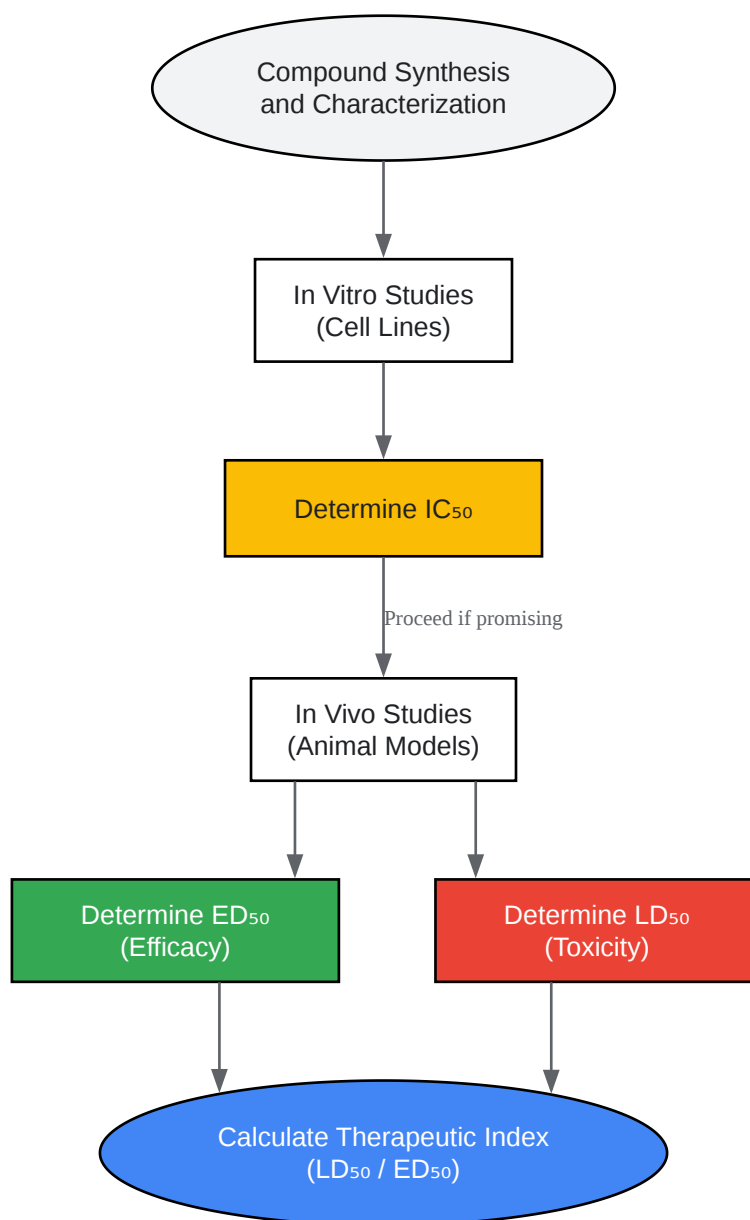 Compound Synthesis
and Characterization
In Vitro Studies
(Cell Lines)
Determine IC₅₀
Proceed if promising
In Vivo Studies
(Animal Models)
Determine ED₅₀
(Efficacy)
Determine LD₅₀
(Toxicity)
Calculate Therapeutic Index
(LD₅₀ / ED₅₀)